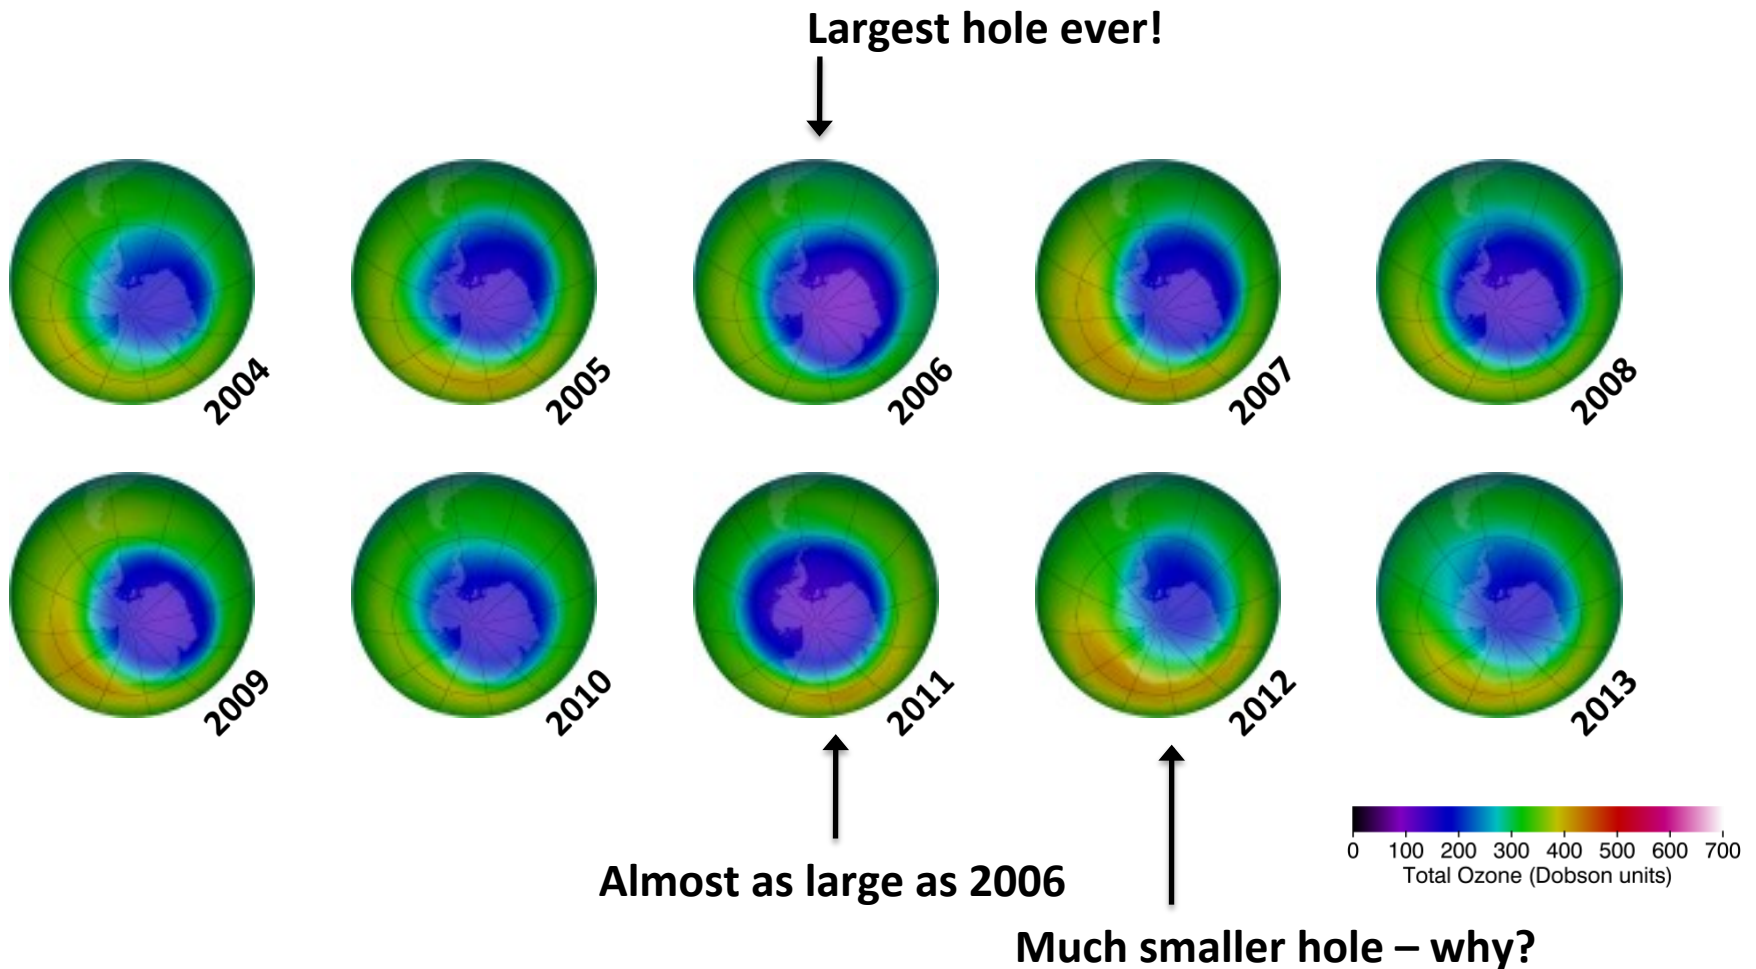 Largest hole ever!
2004
2005
2006
2007
2008
2009
2010
2011
2012
2013
0 100 200 300 400 500 600 700
Total Ozone (Dobson units)
Almost as large as 2006
Much smaller hole – why?